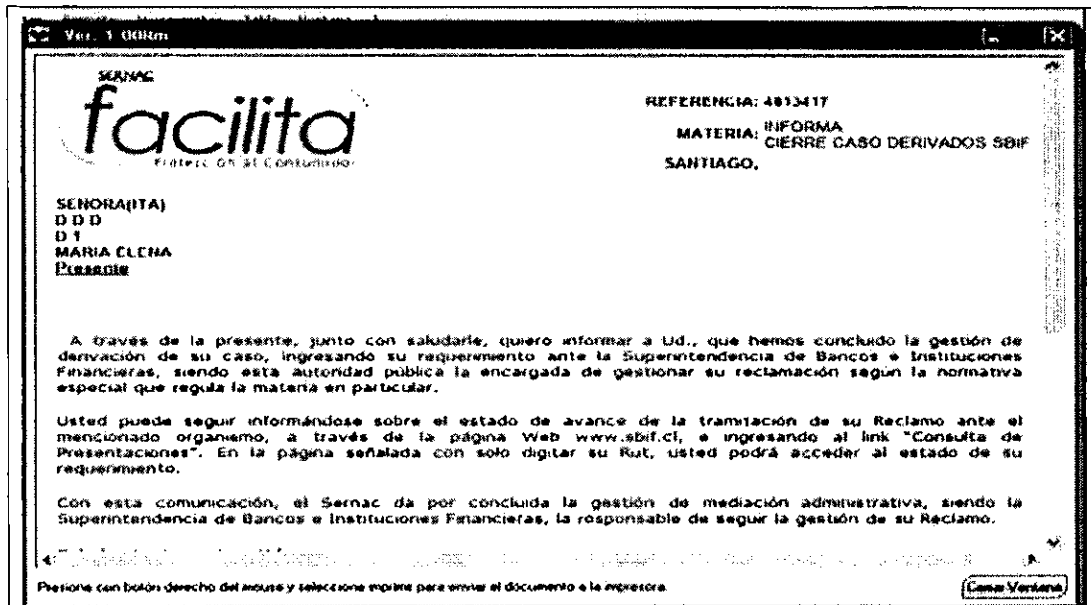 Ver. 1.00Rm
SERNAC
facilita
REFERENCIA: 4813417
MATERIA: INFORMA
CIERRE CASO DERIVADOS SBIF
SANTIAGO,
SEÑORA(ITA)
D D D
D 1
MARIA ELENA
Presente
A través de la presente, junto con saludarle, quiero informar a Ud., que hemos concluido la gestión de
derivación de su caso, ingresando su requerimiento ante la Superintendencia de Bancos e Instituciones
Financieras, siendo esta autoridad pública la encargada de gestionar su reclamación según la normativa
especial que regula la materia en particular.
Usted puede seguir informándose sobre el estado de avance de la tramitación de su Reclamo ante el
mencionado organismo, a través de la página Web www.sbif.cl, e ingresando al link "Consulta de
Presentaciones". En la página señalada con solo digitar su Rut, usted podrá acceder al estado de su
requerimiento.
Con esta comunicación, el Sernac da por concluida la gestión de mediación administrativa, siendo la
Superintendencia de Bancos e Instituciones Financieras, la responsable de seguir la gestión de su Reclamo.
Presione con botón derecho del mouse y seleccione imprimir para enviar el documento a la impresora.
Cerrar Ventana